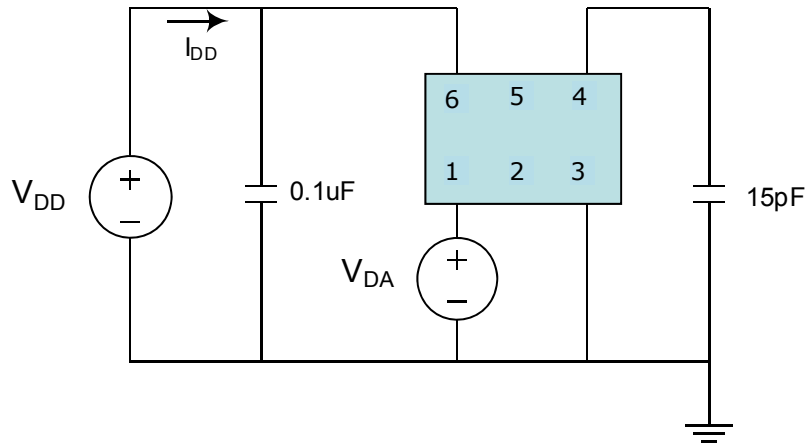 I_DD
6 5 4
1 2 3
V_DD
+
−
0.1uF
V_DA
+
−
15pF